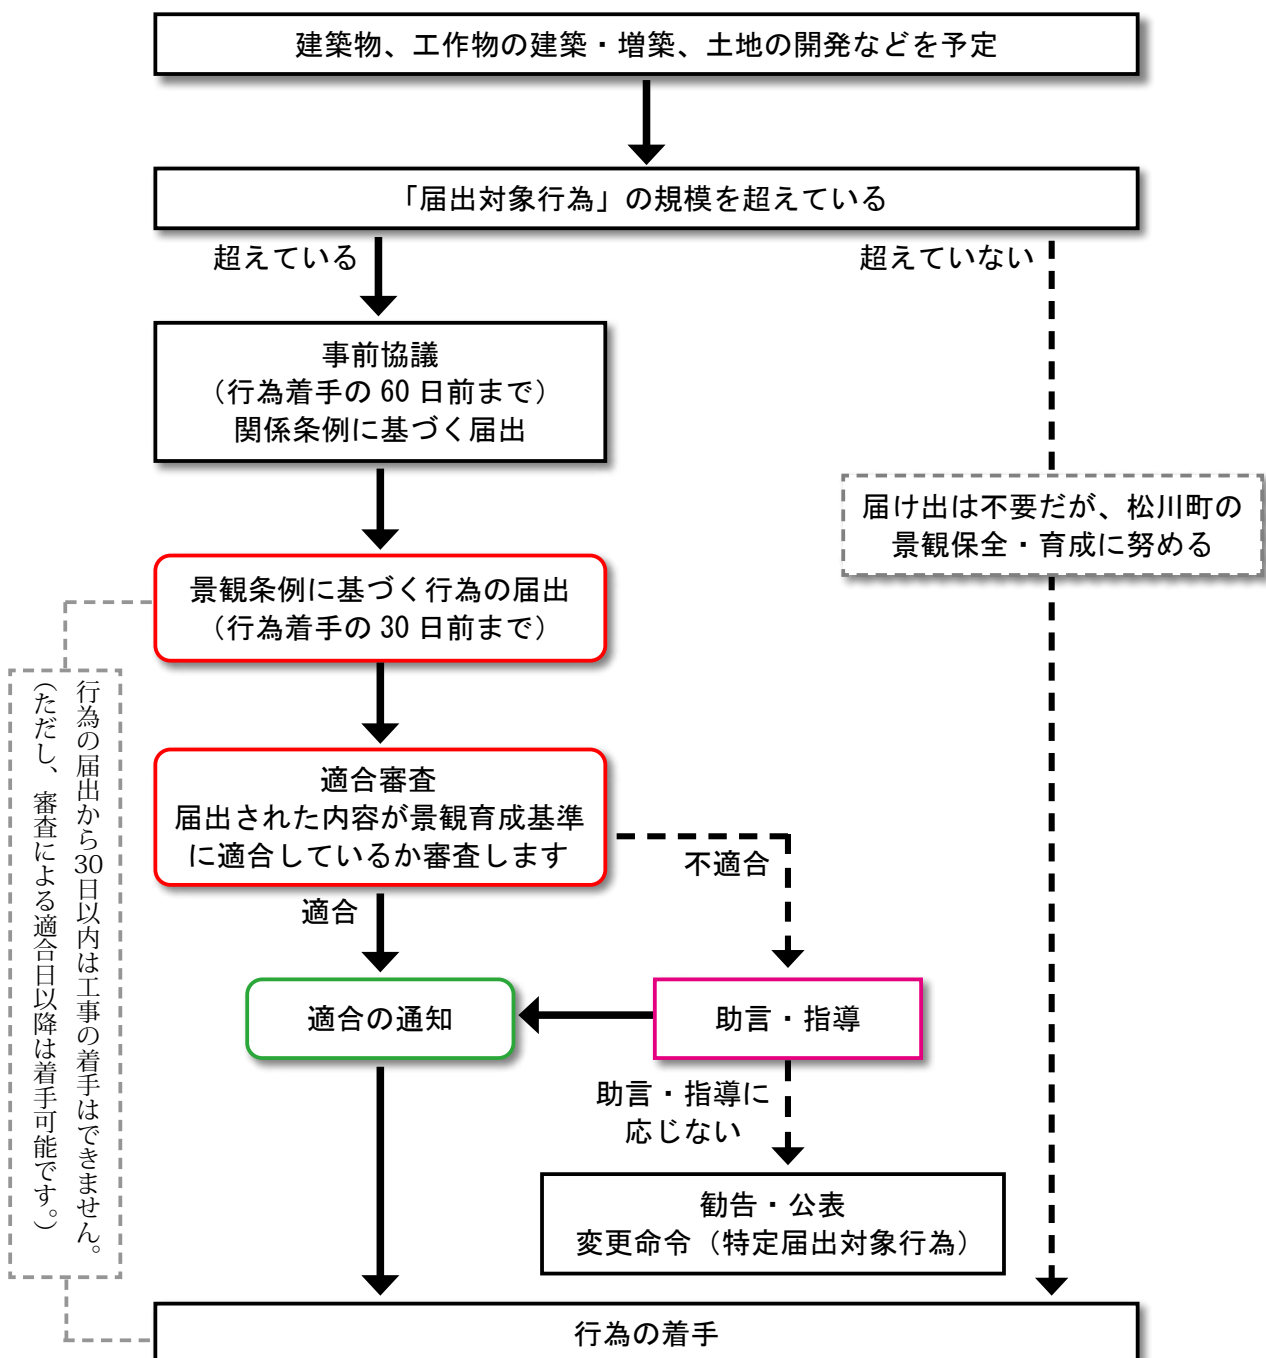 建築物、工作物の建築・増築、土地の開発などを予定
「届出対象行為」の規模を超えている
超えている
超えていない
事前協議
（行為着手の 60 日前まで）
関係条例に基づく届出
届け出は不要だが、松川町の
景観保全・育成に努める
景観条例に基づく行為の届出
（行為着手の 30 日前まで）
行為の届出から30日以内は工事の着手はできません。
（ただし、審査による適合日以降は着手可能です。）
適合審査
届出された内容が景観育成基準
に適合しているか審査します
不適合
適合
適合の通知
助言・指導
助言・指導に
応じない
勧告・公表
変更命令（特定届出対象行為）
行為の着手